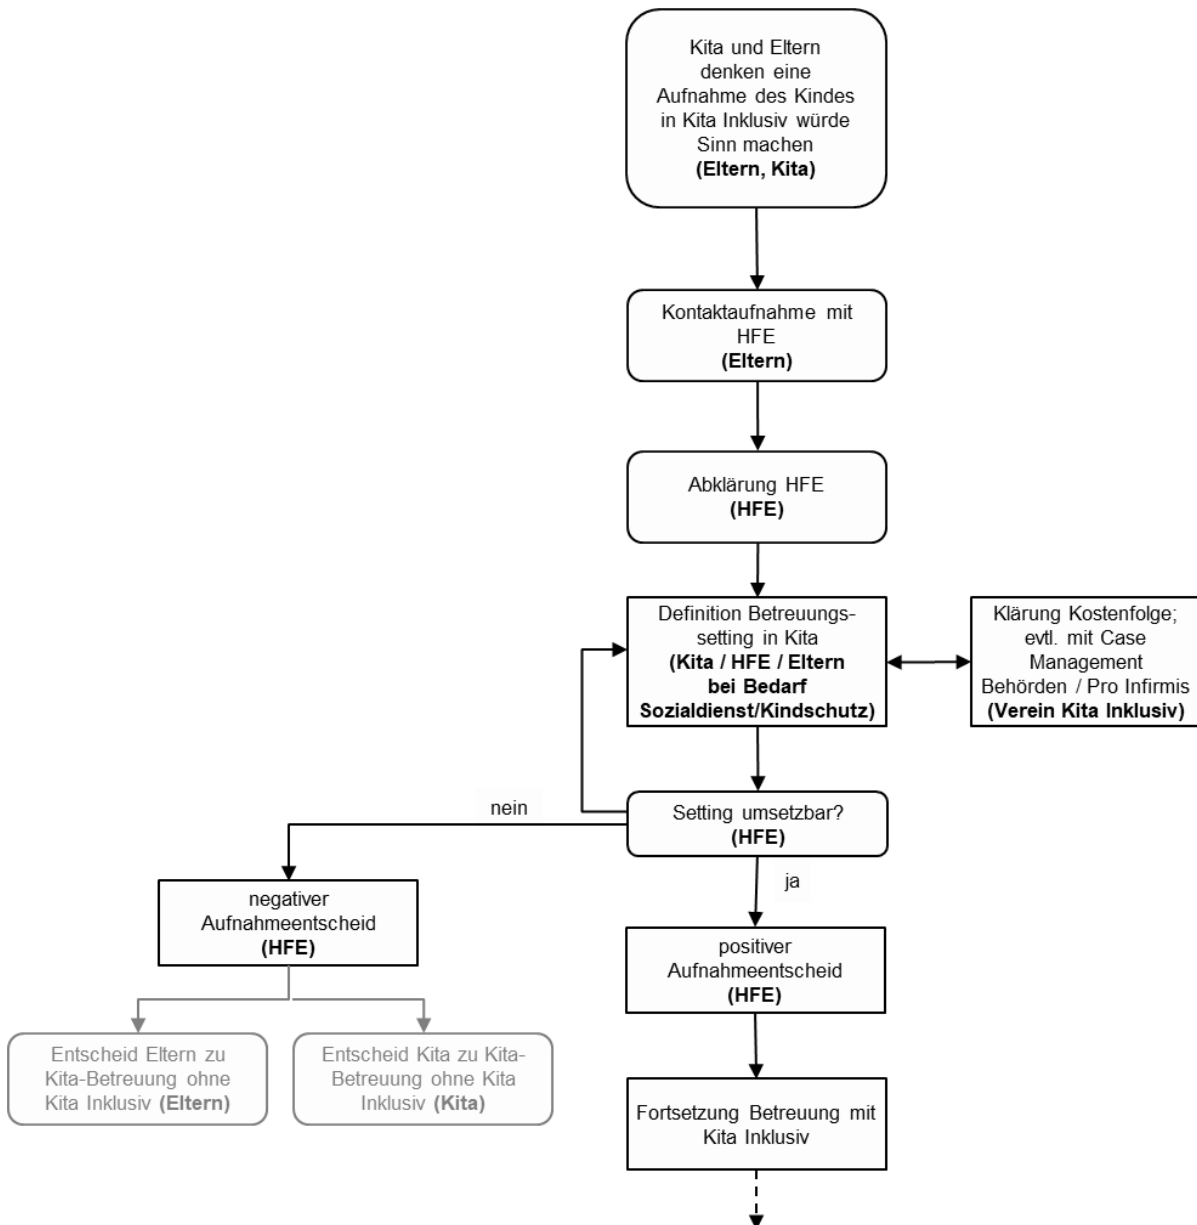 Kita und Eltern
denken eine
Aufnahme des Kindes
in Kita Inklusiv würde
Sinn machen
(Eltern, Kita)
Kontaktaufnahme mit
HFE
(Eltern)
Abklärung HFE
(HFE)
Definition Betreuungs-
setting in Kita
(Kita / HFE / Eltern
bei Bedarf
Sozialdienst/Kindschutz)
Klärung Kostenfolge;
evtl. mit Case
Management
Behörden / Pro Infirmis
(Verein Kita Inklusiv)
Setting umsetzbar?
(HFE)
nein
ja
negativer
Aufnahmeentscheid
(HFE)
positiver
Aufnahmeentscheid
(HFE)
Entscheid Eltern zu
Kita-Betreuung ohne
Kita Inklusiv (Eltern)
Entscheid Kita zu Kita-
Betreuung ohne Kita
Inklusiv (Kita)
Fortsetzung Betreuung mit
Kita Inklusiv